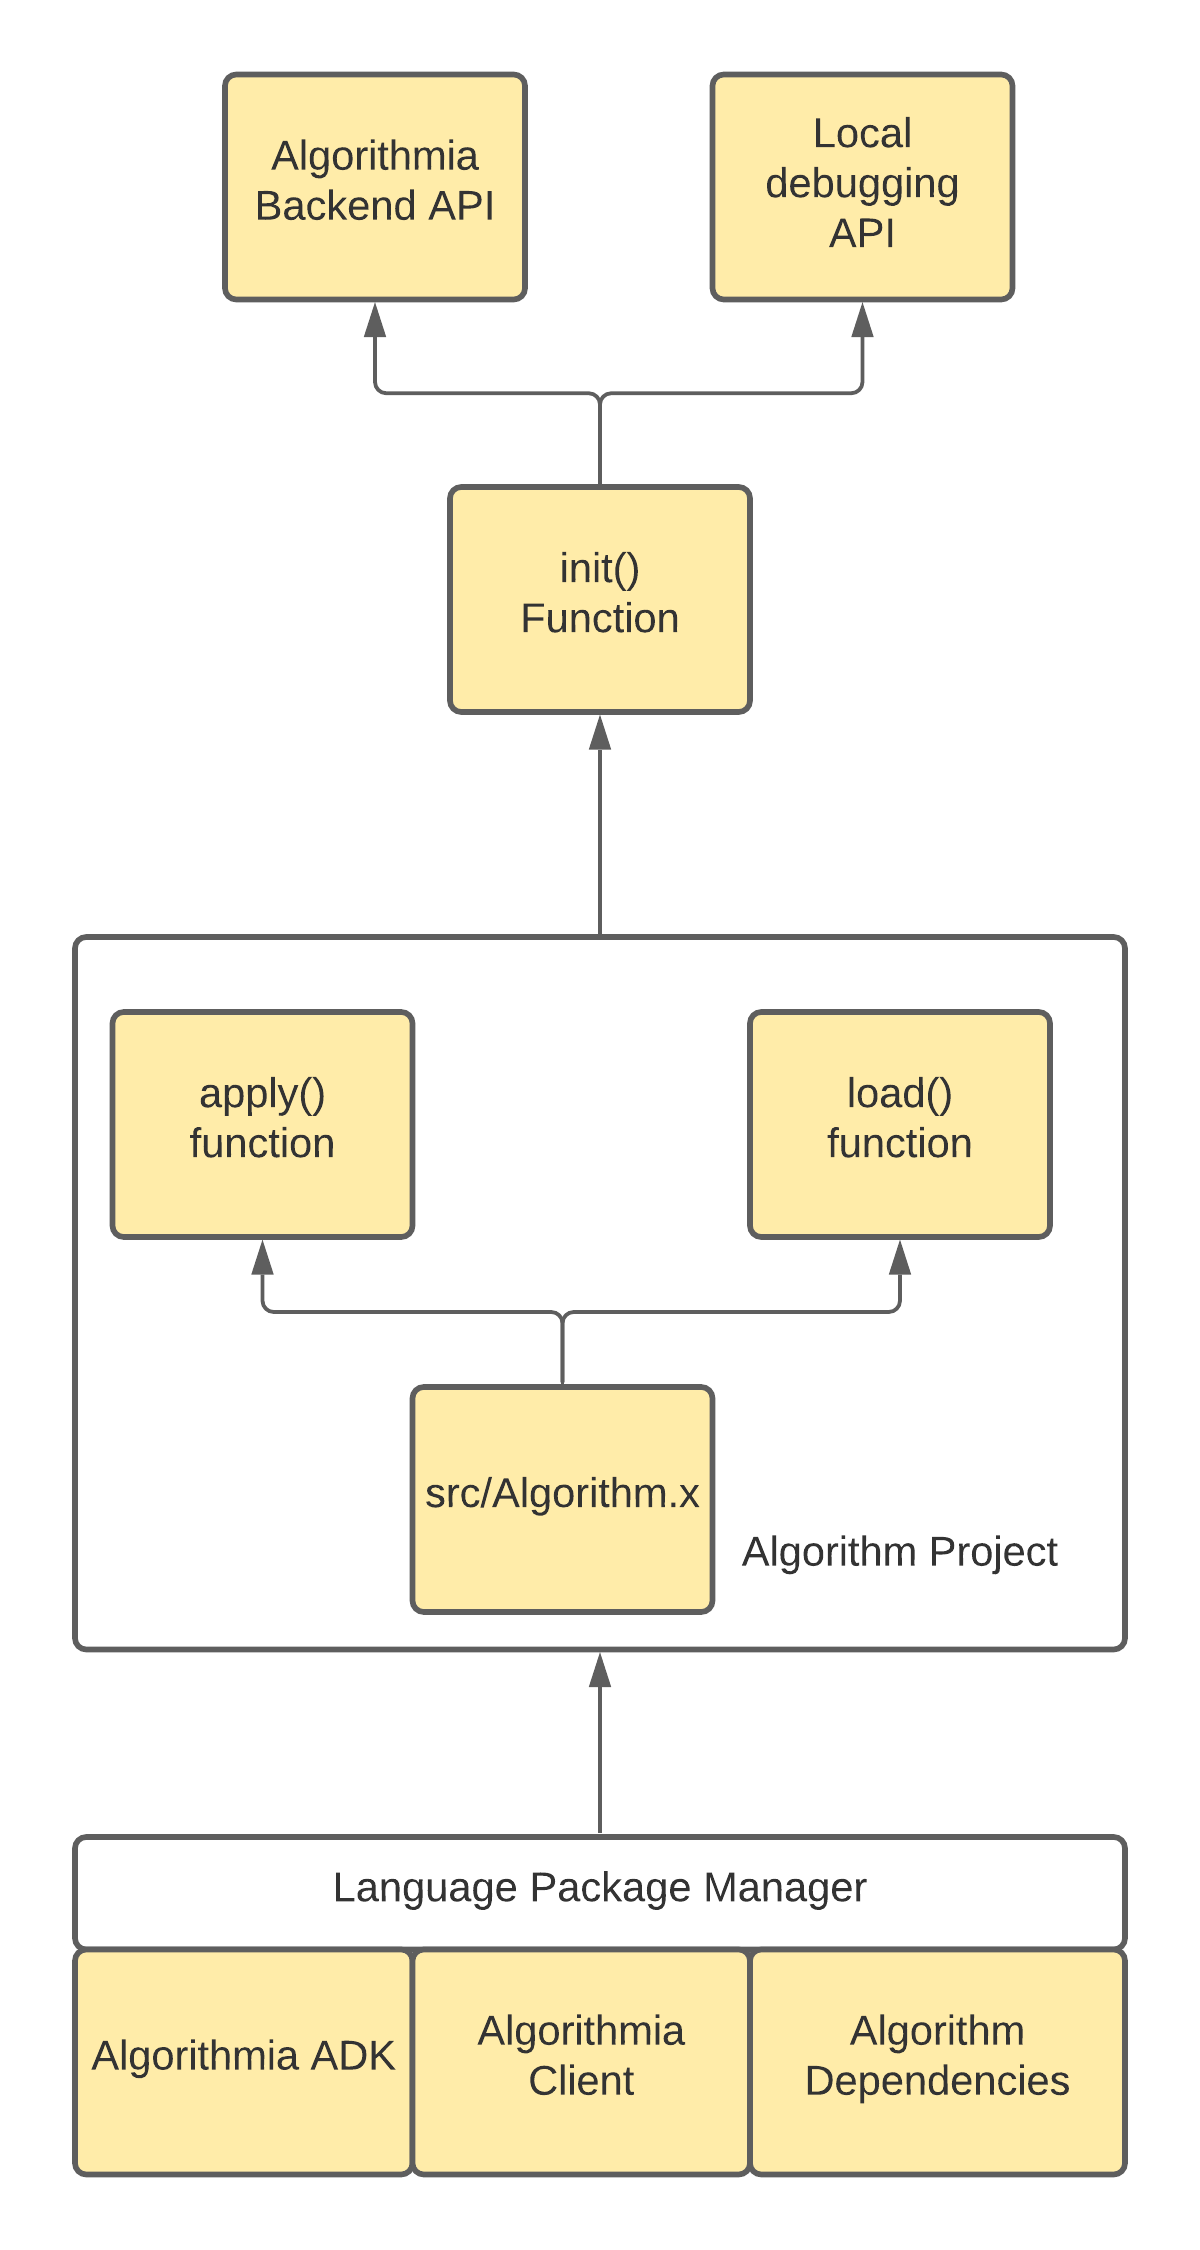 Algorithmia
Backend API
Local
debugging
API
init()
Function
apply()
function
load()
function
src/Algorithm.x
Algorithm Project
Language Package Manager
Algorithmia ADK
Algorithmia
Client
Algorithm
Dependencies